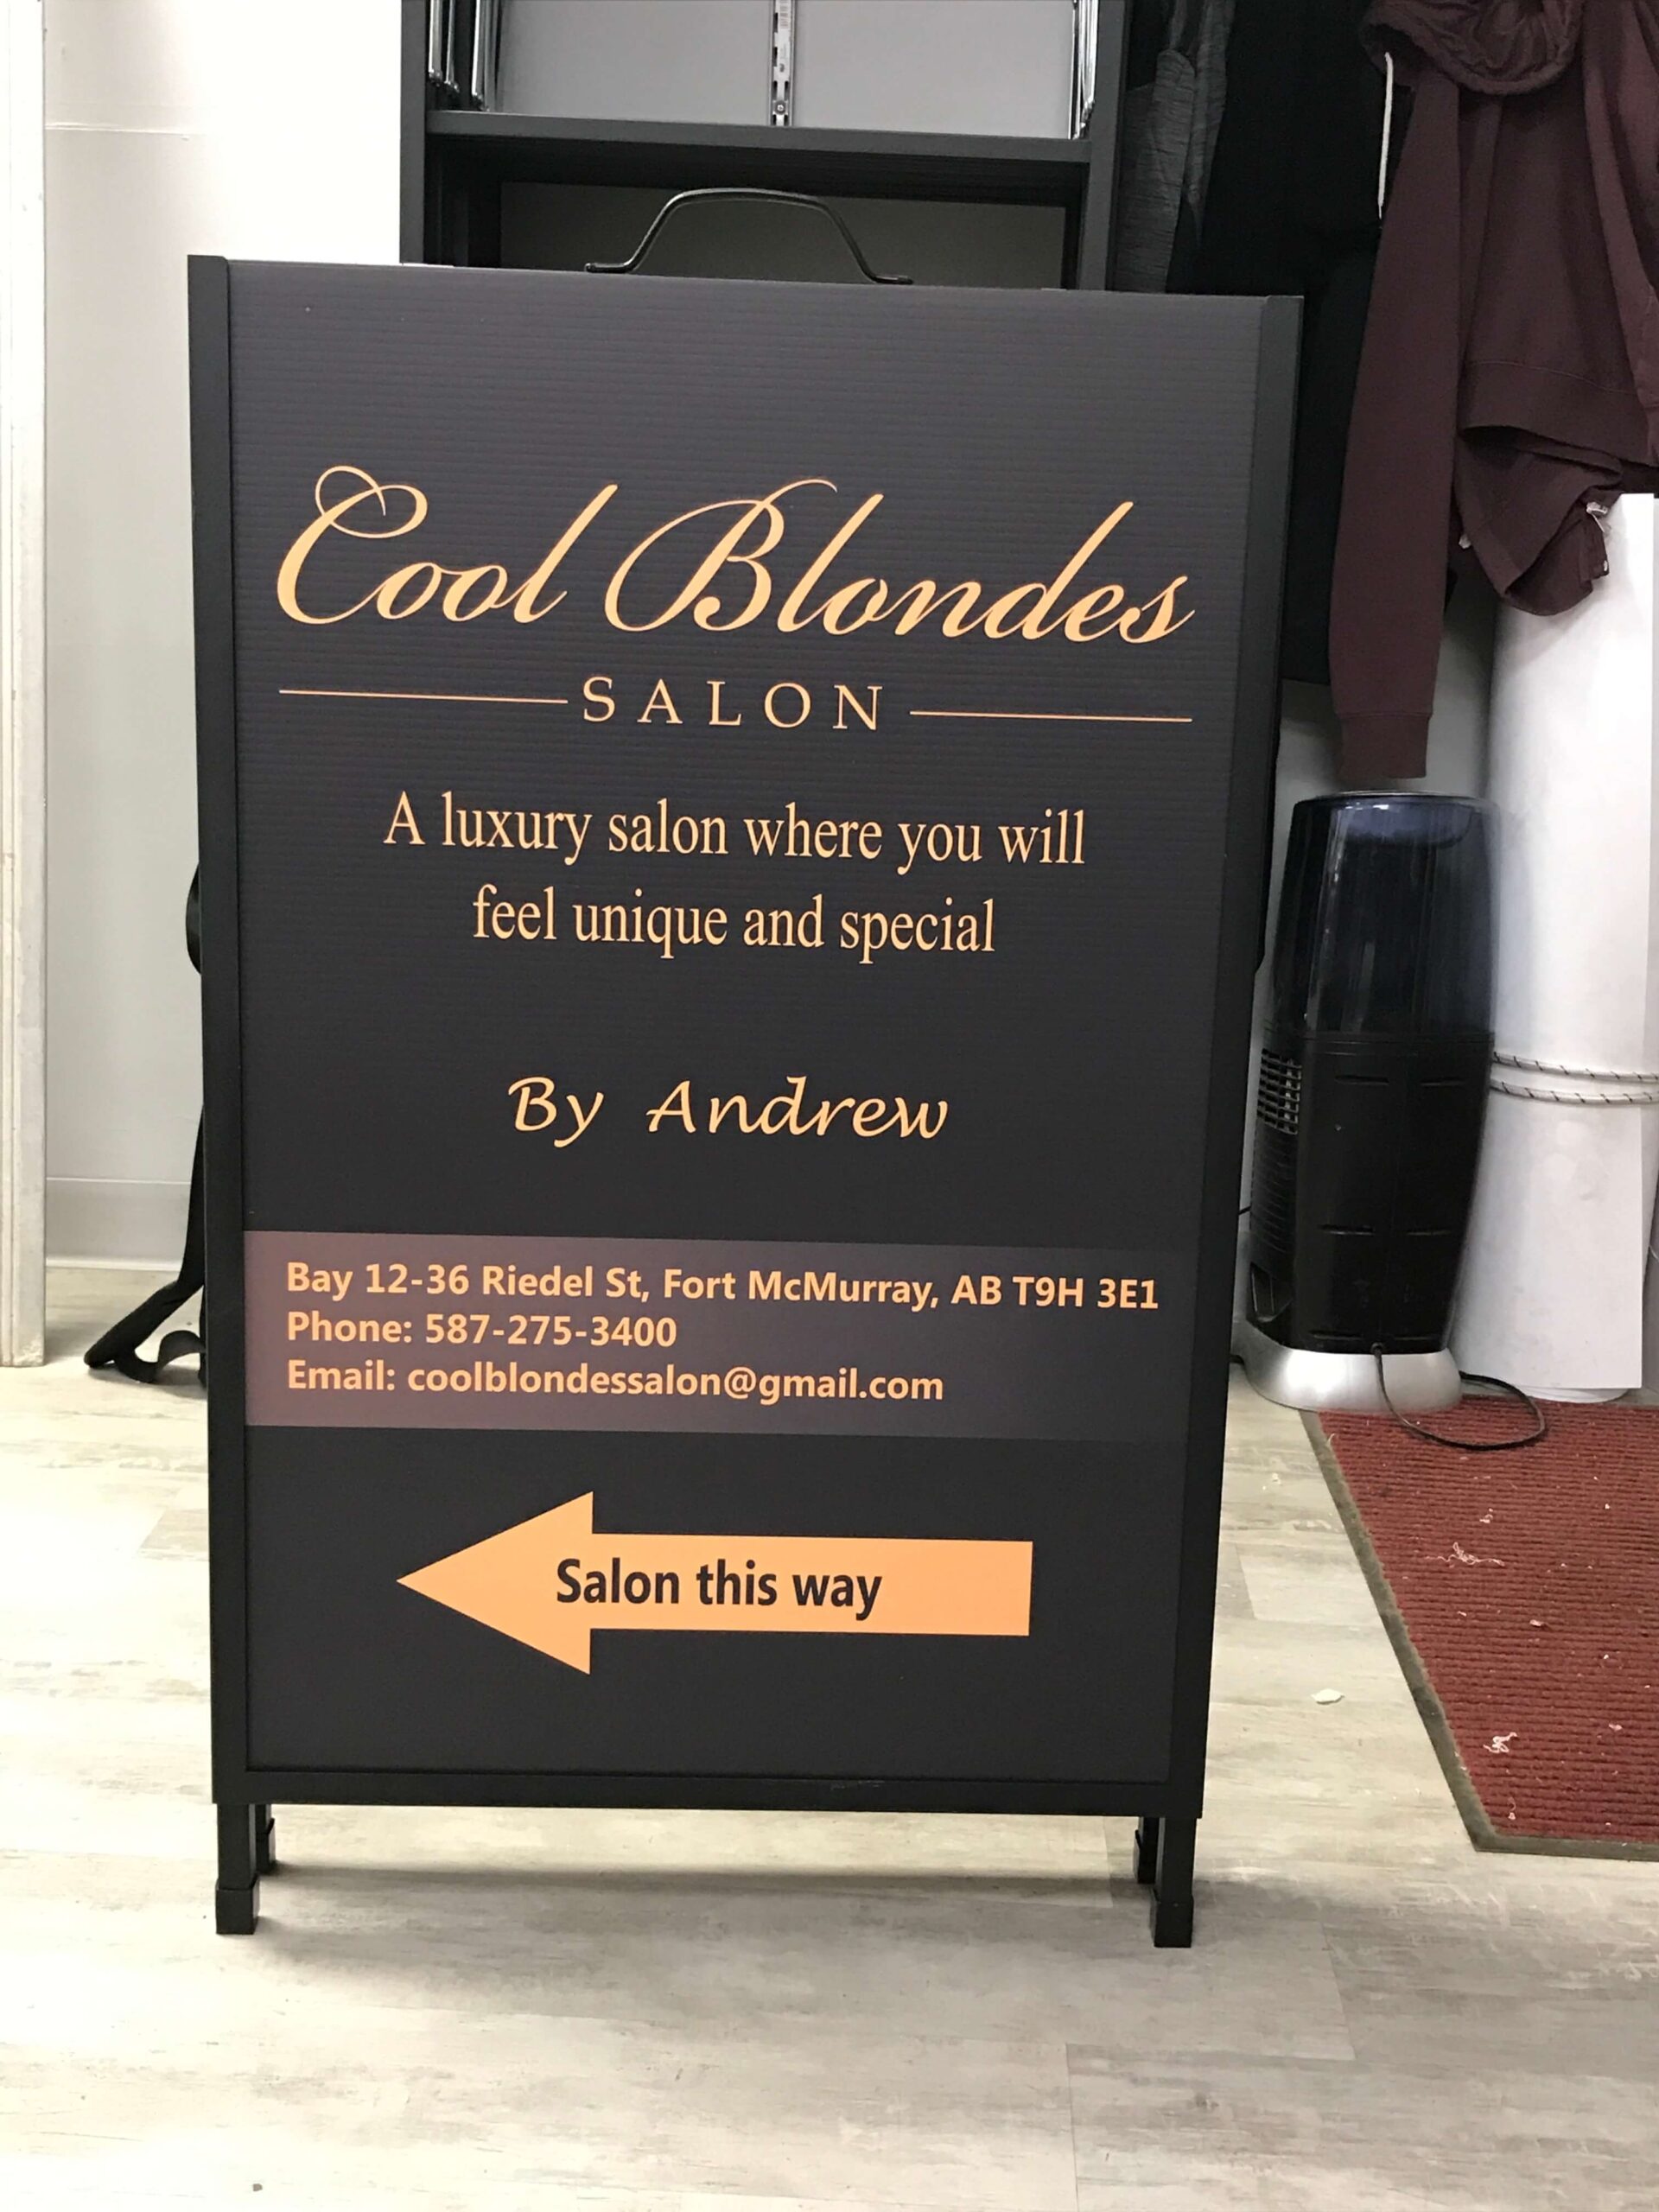 Cool Blondes
SALON
A luxury salon where you will
feel unique and special
By Andrew
Bay 12-36 Riedel St, Fort McMurray, AB T9H 3E1
Phone: 587-275-3400
Email: coolblondessalon@gmail.com
Salon this way